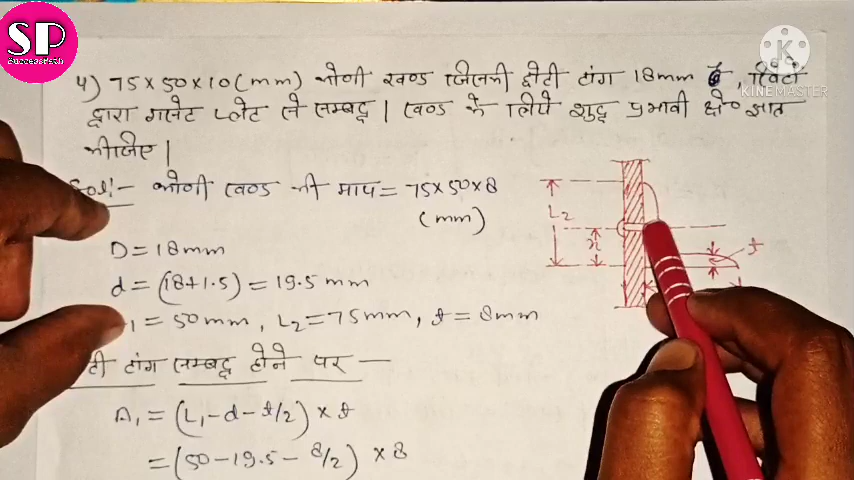 SP
Successtech
KINEMASTER
4) 75×50×10 (mm) कोणी खण्ड जिसकी छोटी टांग 18mm रिवेटो
द्वारा गसेट प्लेट से सम्बद्ध | खण्ड के लिये शुद्ध प्रभावी क्षे० ज्ञात
कीजिए |
Sol:- कोणी खण्ड की माप = 75×50×8
(mm)
D = 18mm
d = (18+1.5) = 19.5 mm
= 50mm, L₂ = 75mm, t = 8mm
टांग सम्बद्ध होने पर —
A₁ = (L₁-d-t/2) × t
= (50-19.5-8/2) × 8
L₂
x
t